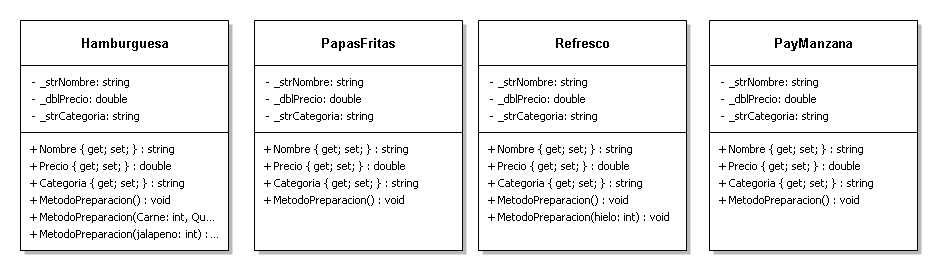 Hamburguesa
- _strNombre: string
- _dblPrecio: double
- _strCategoria: string
+ Nombre { get; set; } : string
+ Precio { get; set; } : double
+ Categoria { get; set; } : string
+ MetodoPreparacion() : void
+ MetodoPreparacion(Carne: int, Qu...
+ MetodoPreparacion(jalapeno: int) : ...
PapasFritas
- _strNombre: string
- _dblPrecio: double
- _strCategoria: string
+ Nombre { get; set; } : string
+ Precio { get; set; } : double
+ Categoria { get; set; } : string
+ MetodoPreparacion() : void
Refresco
- _strNombre: string
- _dblPrecio: double
- _strCategoria: string
+ Nombre { get; set; } : string
+ Precio { get; set; } : double
+ Categoria { get; set; } : string
+ MetodoPreparacion() : void
+ MetodoPreparacion(hielo: int) : void
PayManzana
- _strNombre: string
- _dblPrecio: double
- _strCategoria: string
+ Nombre { get; set; } : string
+ Precio { get; set; } : double
+ Categoria { get; set; } : string
+ MetodoPreparacion() : void